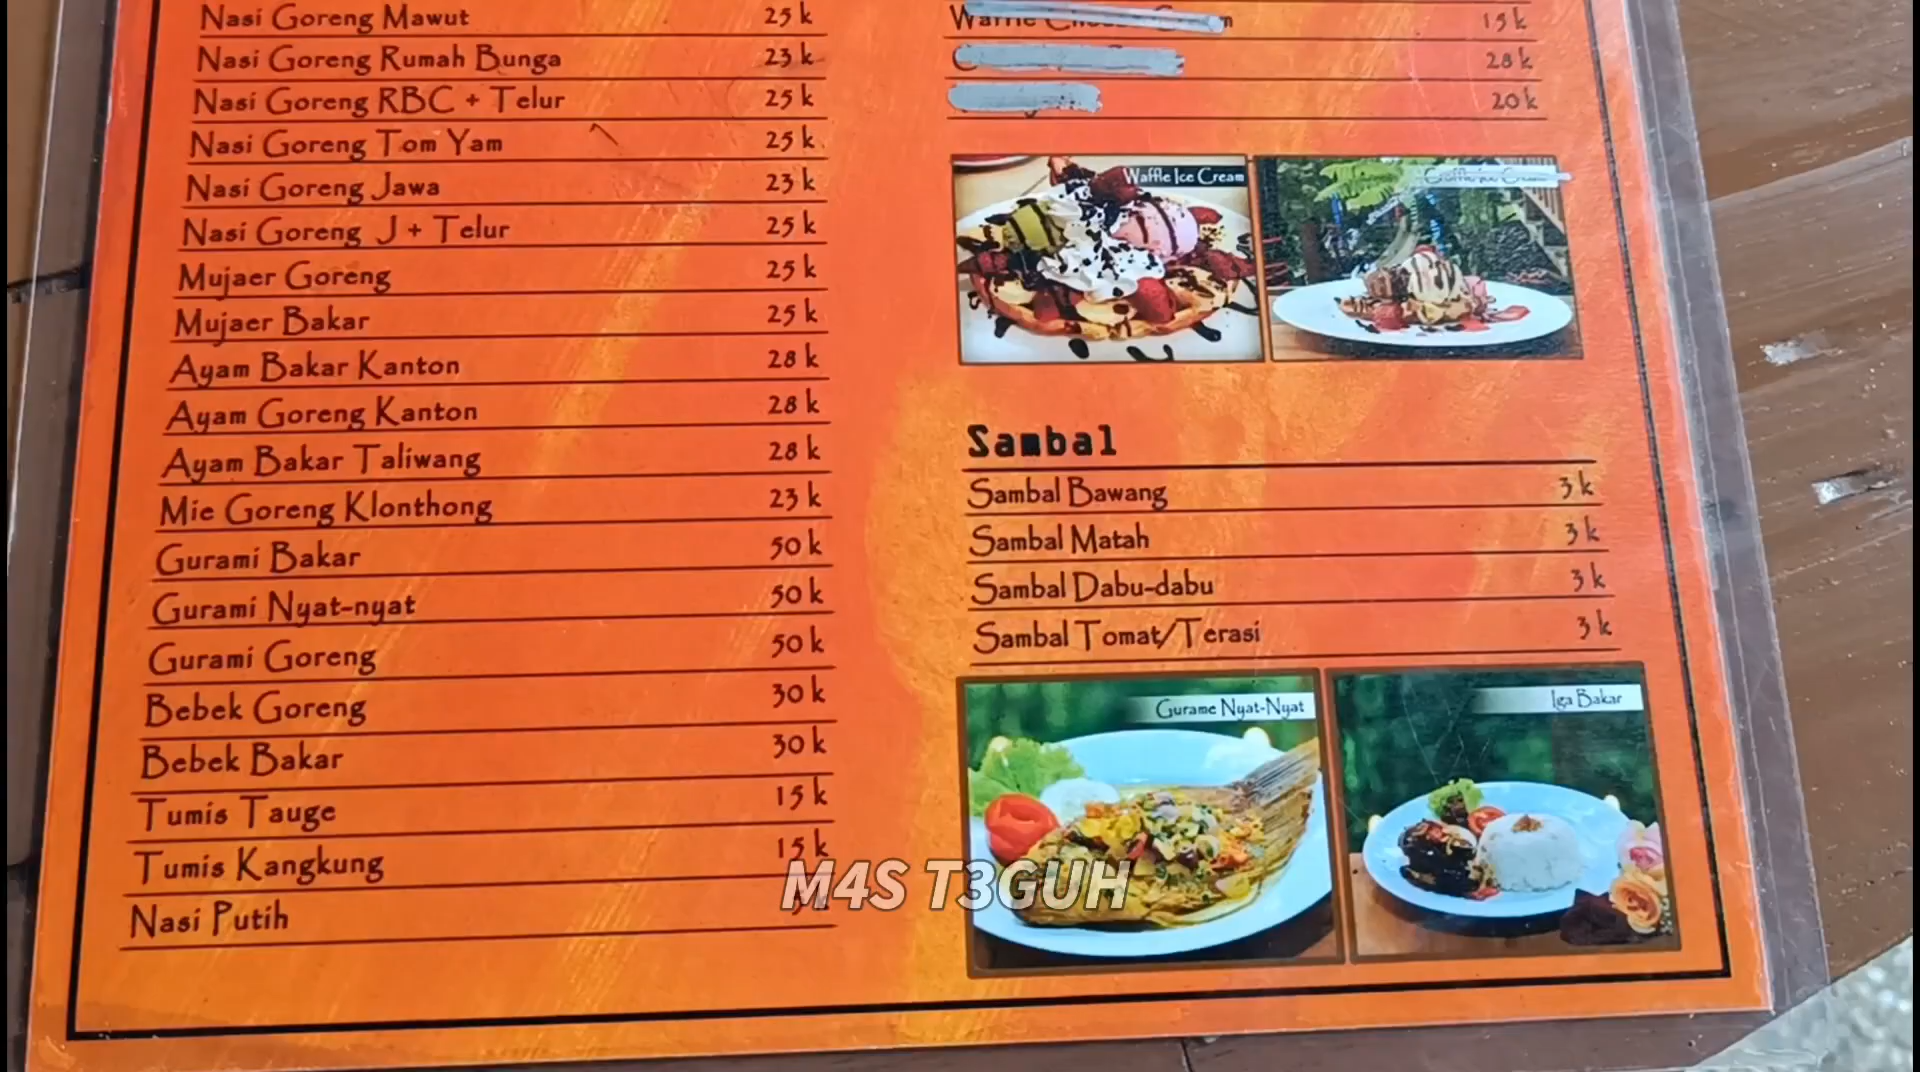 Nasi Goreng Mawut 25 k
Nasi Goreng Rumah Bunga 23 k
Nasi Goreng RBC + Telur 25 k
Nasi Goreng Tom Yam 25 k
Nasi Goreng Jawa 23 k
Nasi Goreng J + Telur 25 k
Mujaer Goreng 25 k
Mujaer Bakar 25 k
Ayam Bakar Kanton 28 k
Ayam Goreng Kanton 28 k
Ayam Bakar Taliwang 28 k
Mie Goreng Klonthong 23 k
Gurami Bakar 50 k
Gurami Nyat-nyat 50 k
Gurami Goreng 50 k
Bebek Goreng 30 k
Bebek Bakar 30 k
Tumis Tauge 15 k
Tumis Kangkung 15 k
Nasi Putih
Waffle 15 k
28 k
20 k
Waffle Ice Cream
Sambal
Sambal Bawang 3 k
Sambal Matah 3 k
Sambal Dabu-dabu 3 k
Sambal Tomat/Terasi 3 k
Gurame Nyat-Nyat
Iga Bakar
M4S T3GUH